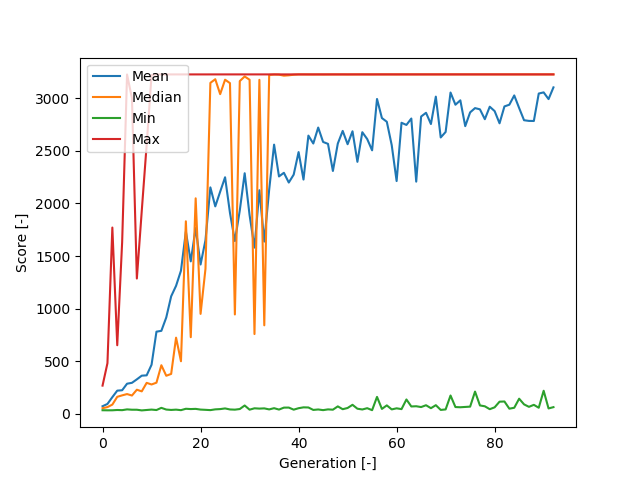 Mean
Median
Min
Max
3000
2500
2000
1500
1000
500
0
Score [-]
0 20 40 60 80
Generation [-]